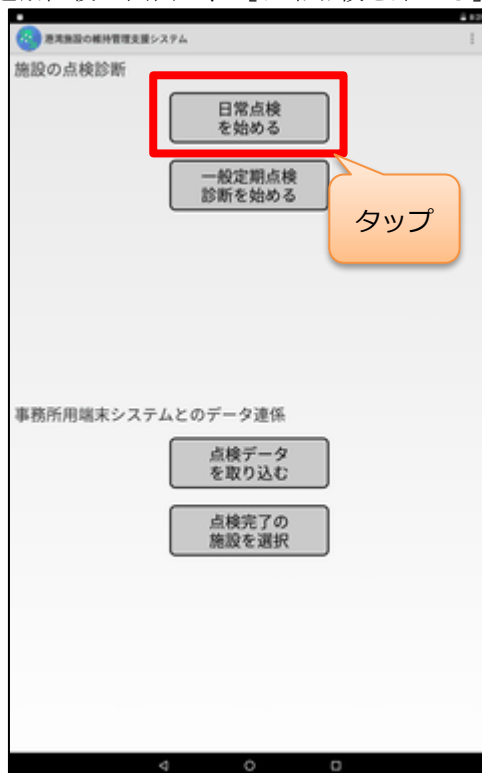 港湾施設の維持管理支援システム
施設の点検診断
日常点検
を始める
一般定期点検
診断を始める
タップ
事務所用端末システムとのデータ連係
点検データ
を取り込む
点検完了の
施設を選択